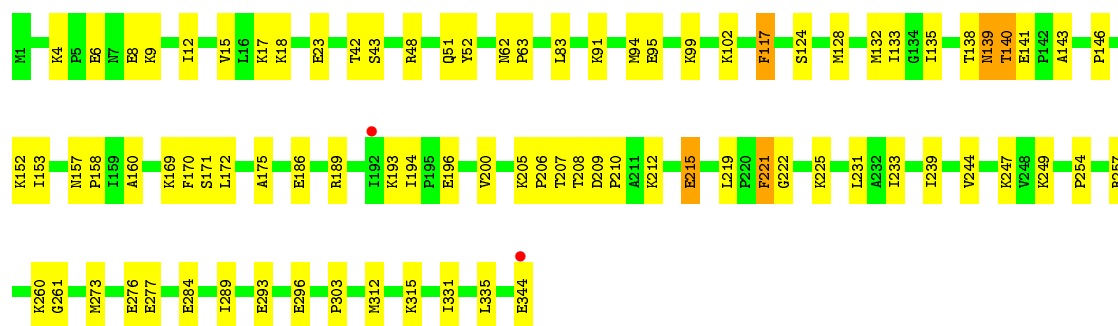 M1 K4 P5 E6 N7 E8 K9 I12 V15 L16 K17 K18 E23 T42 S43 R48 Q51 Y52 N62 P63 L83 K91 M94 E95 K99 K102 F117 S124 M128 M132 I133 G134 I135 T138 N139 T140 E141 P142 A143 P146
K152 I153 N157 P158 I159 A160 K169 F170 S171 L172 A175 E186 R189 I192 K193 I194 P195 E196 V200 K205 P206 T207 T208 D209 P210 A211 K212 E215 L219 P220 F221 G222 K225 L231 A232 I233 I239 V244 K247 V248 K249 P254
K260 G261 M273 E276 E277 E284 I289 E293 E296 P303 M312 K315 I331 L335 E344